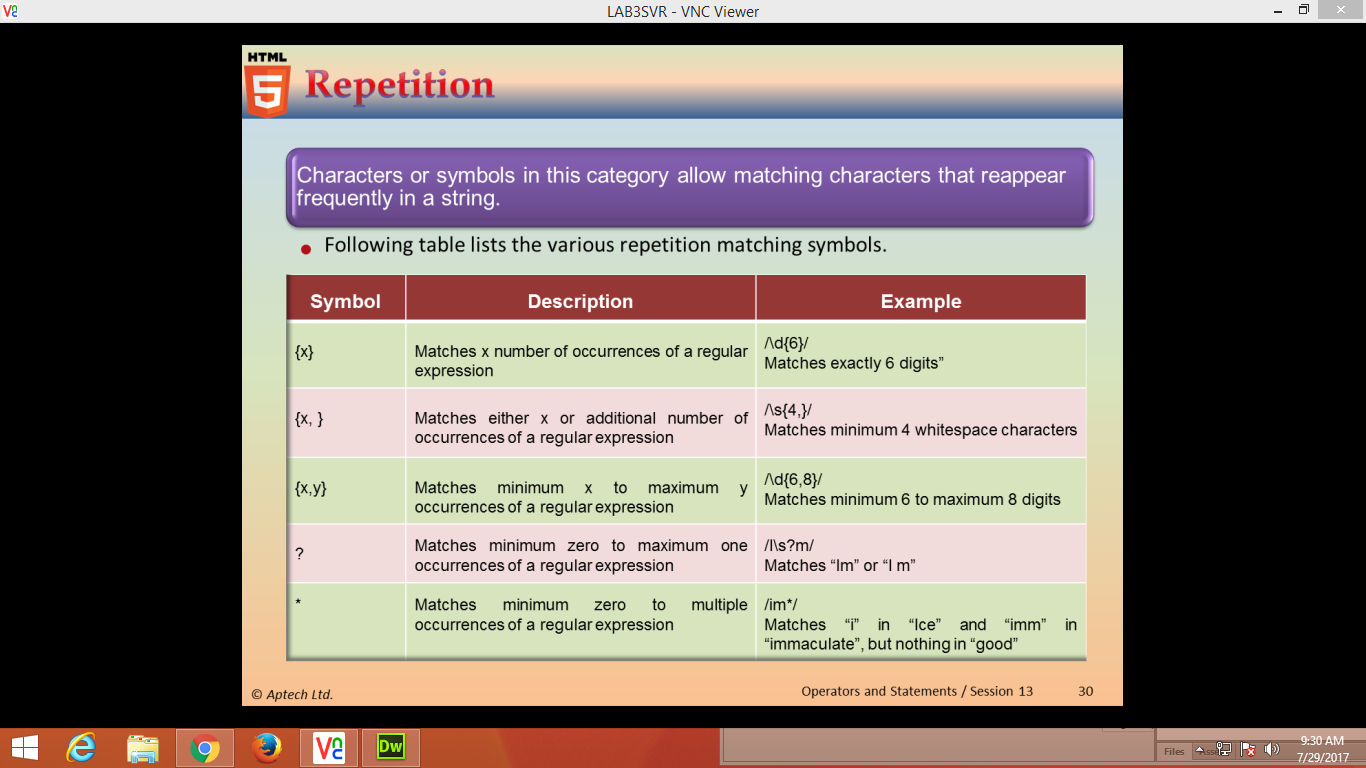 LAB3SVR - VNC Viewer
HTML
5
Repetition
Characters or symbols in this category allow matching characters that reappear
frequently in a string.
Following table lists the various repetition matching symbols.
Symbol Description Example
{x}
Matches x number of occurrences of a regular
expression
/\d{6}/
Matches exactly 6 digits”
{x, }
Matches either x or additional number of
occurrences of a regular expression
/\s{4,}/
Matches minimum 4 whitespace characters
{x,y}
Matches minimum x to maximum y
occurrences of a regular expression
/\d{6,8}/
Matches minimum 6 to maximum 8 digits
?
Matches minimum zero to maximum one
occurrences of a regular expression
/l\s?m/
Matches “Im” or “I m”
*
Matches minimum zero to multiple
occurrences of a regular expression
/im*/
Matches “i” in “Ice” and “imm” in
“immaculate”, but nothing in “good”
© Aptech Ltd.
Operators and Statements / Session 13 30
Dw
Files
9:30 AM
7/29/2017